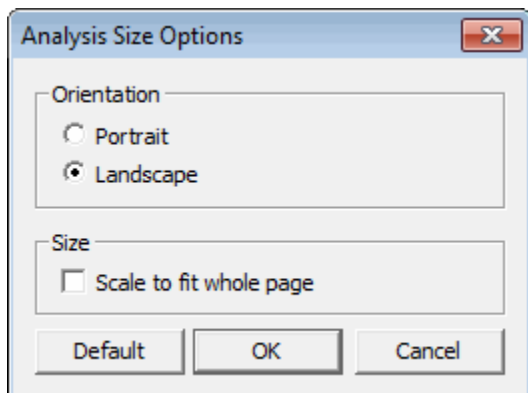 Analysis Size Options
Orientation
Portrait
Landscape
Size
Scale to fit whole page
Default OK Cancel